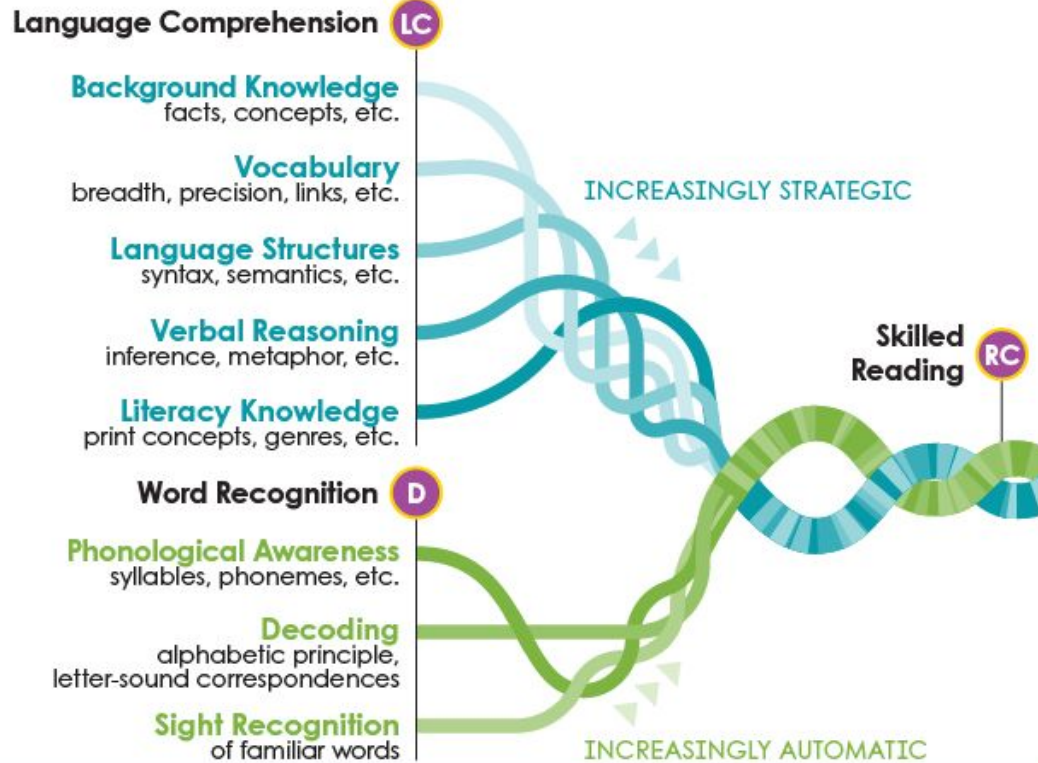 Language Comprehension LC
Background Knowledge
facts, concepts, etc.
Vocabulary
breadth, precision, links, etc.
INCREASINGLY STRATEGIC
Language Structures
syntax, semantics, etc.
Verbal Reasoning
inference, metaphor, etc.
Literacy Knowledge
print concepts, genres, etc.
Skilled
Reading
RC
Word Recognition D
Phonological Awareness
syllables, phonemes, etc.
Decoding
alphabetic principle,
letter-sound correspondences
Sight Recognition
of familiar words
INCREASINGLY AUTOMATIC